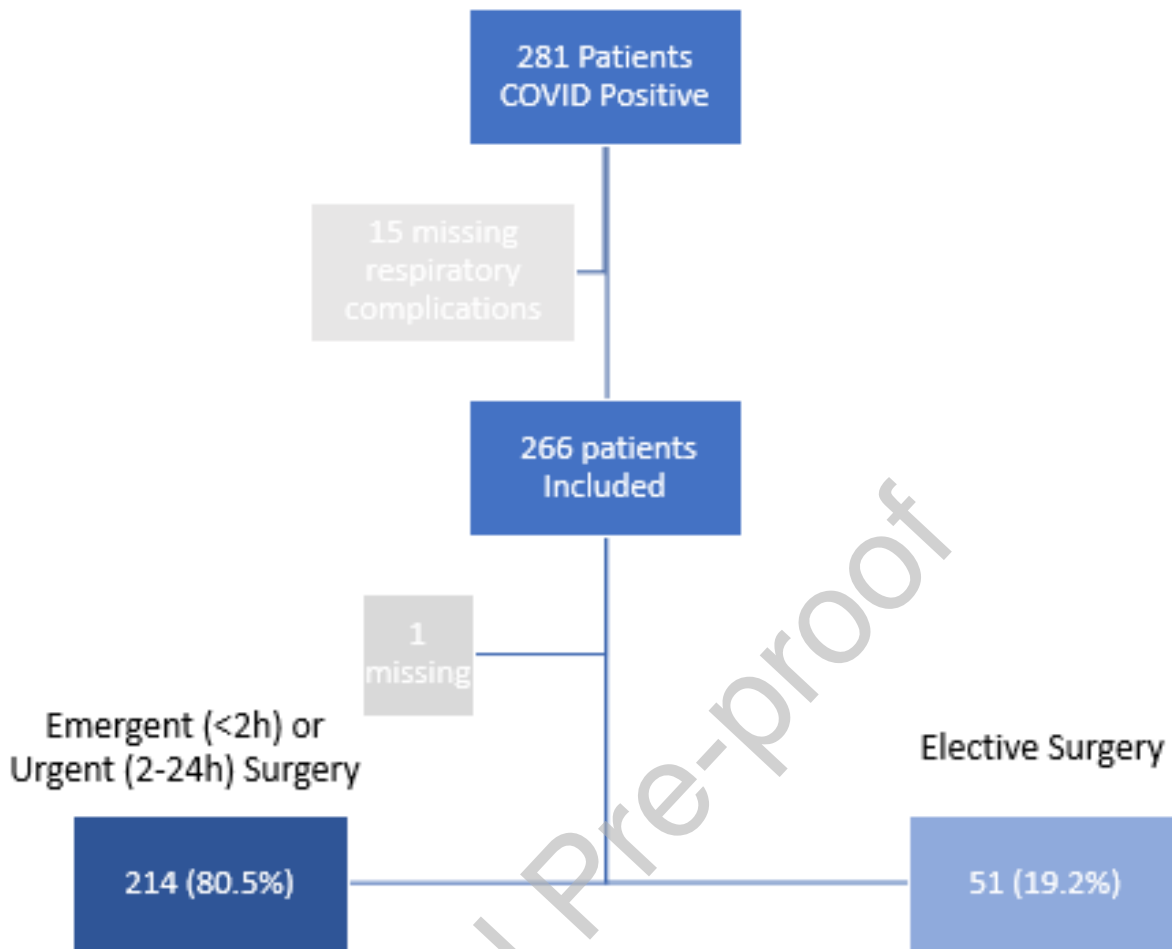 281 Patients
COVID Positive
15 missing
respiratory
complications
266 patients
Included
1
missing
Emergent (<2h) or
Urgent (2-24h) Surgery
Elective Surgery
214 (80.5%)
51 (19.2%)
Pre-proof